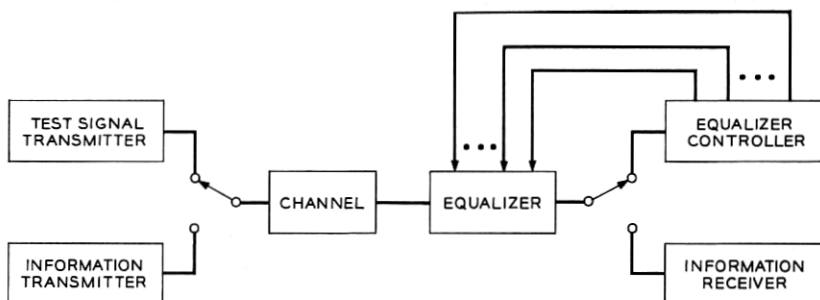 TEST SIGNAL
TRANSMITTER
EQUALIZER
CONTROLLER
CHANNEL
EQUALIZER
INFORMATION
TRANSMITTER
INFORMATION
RECEIVER